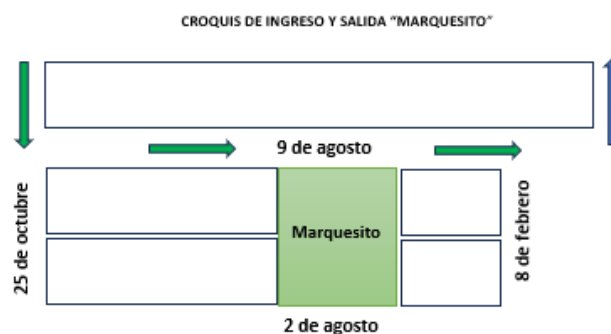 CROQUIS DE INGRESO Y SALIDA “MARQUESITO”
9 de agosto
25 de octubre
Marquesito
8 de febrero
2 de agosto